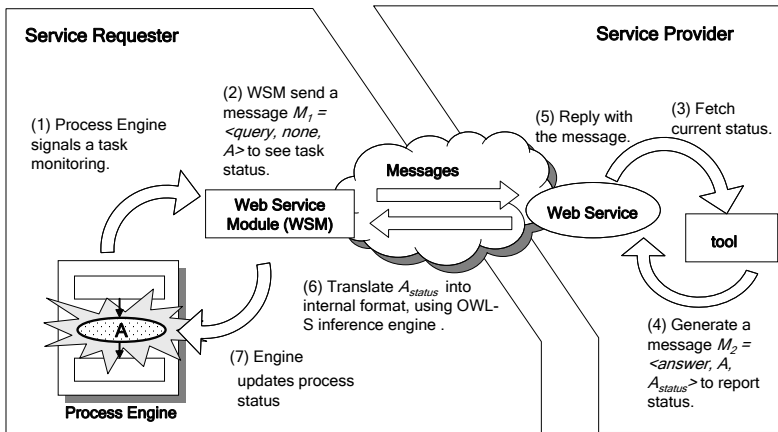 Service Requester
Service Provider
(1) Process Engine
signals a task
monitoring.
(2) WSM send a
message M1 =
<query, none,
A> to see task
status.
(5) Reply with
the message.
(3) Fetch
current status.
Messages
Web Service
Module (WSM)
Web Service
tool
(6) Translate Astatus into
internal format, using OWL-
S inference engine .
(4) Generate a
message M2 =
<answer, A,
Astatus> to report
status.
A
(7) Engine
updates process
status
Process Engine